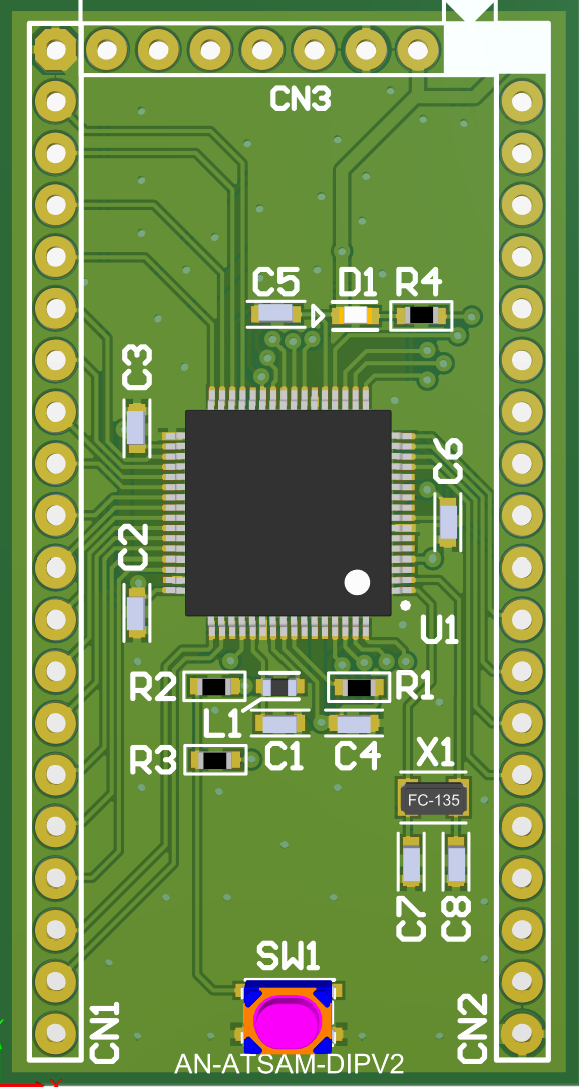 CN3
C5 D1 R4
C3
C6
C2
U1
R2 R1
L1
C1 C4
R3
X1
FC-135
C7 C8
SW1
CN1 CN2
AN-ATSAM-DIPV2